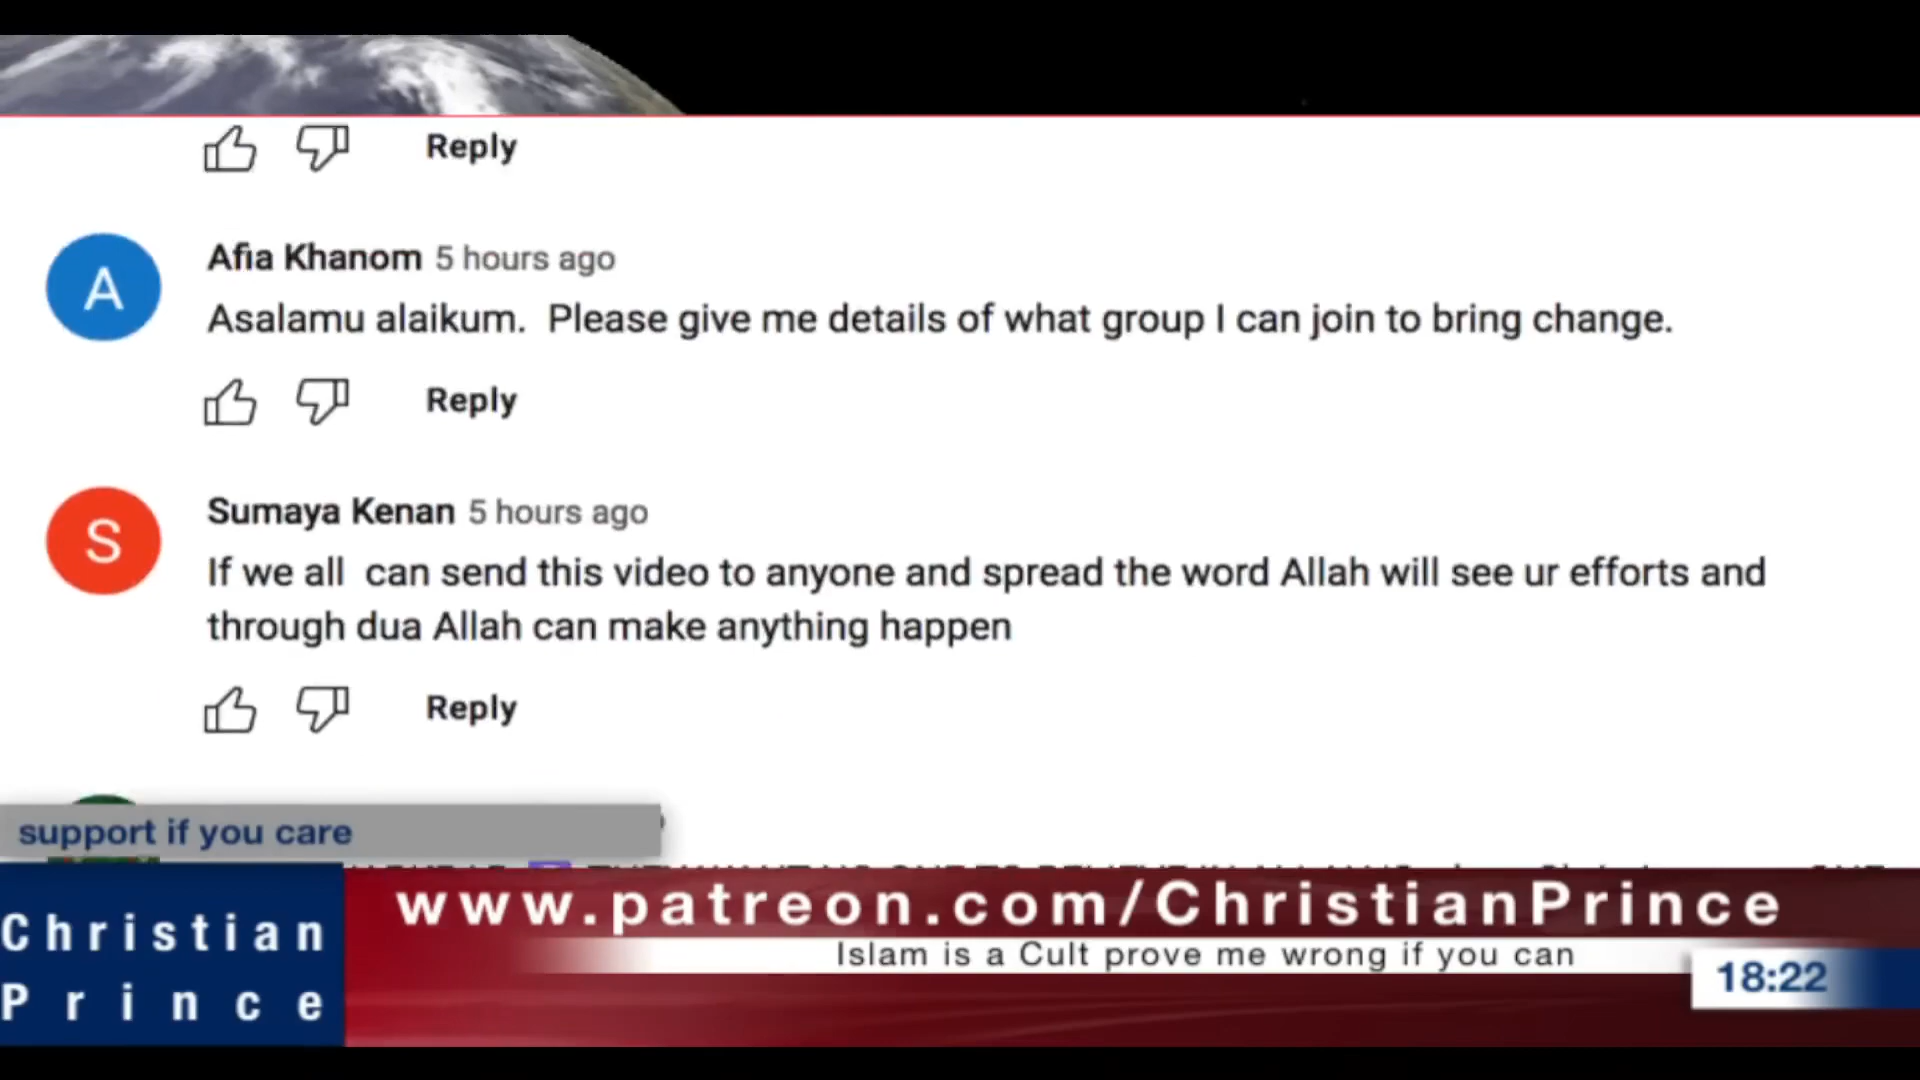 Reply
A
Afia Khanom 5 hours ago
Asalamu alaikum. Please give me details of what group I can join to bring change.
Reply
S
Sumaya Kenan 5 hours ago
If we all can send this video to anyone and spread the word Allah will see ur efforts and
through dua Allah can make anything happen
Reply
support if you care
Christian
Prince
www.patreon.com/ChristianPrince
Islam is a Cult prove me wrong if you can
18:22